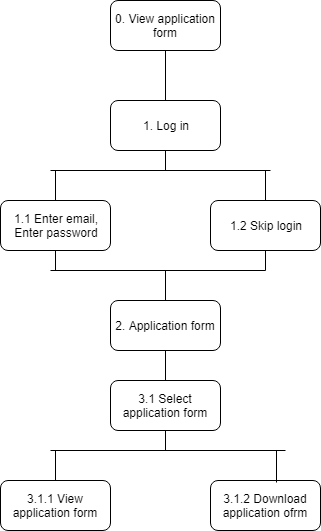 0. View application
form
1. Log in
1.1 Enter email,
Enter password
1.2 Skip login
2. Application form
3.1 Select
application form
3.1.1 View
application form
3.1.2 Download
application ofrm